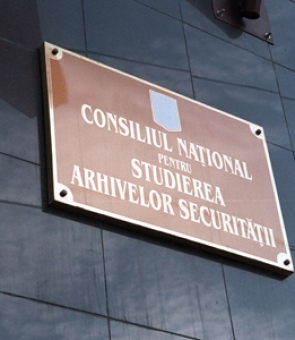 CONSILIUL NAȚIONAL
PENTRU
STUDIEREA
ARHIVELOR SECURITĂȚII